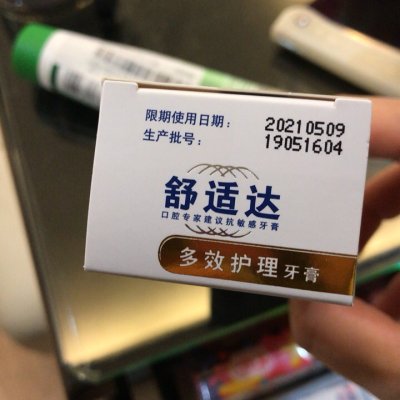 限期使用日期： 20210509
生产批号： 19051604
舒适达
口腔专家建议抗敏感牙膏
多效护理牙膏